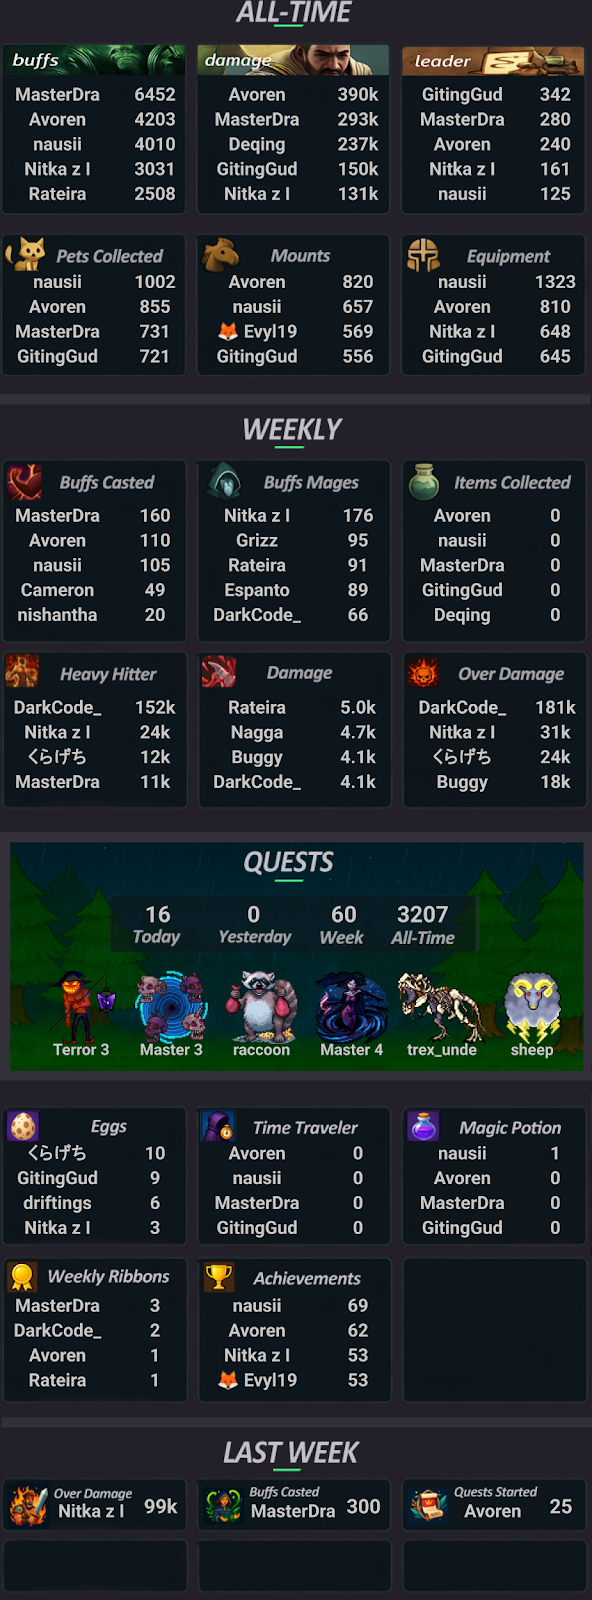 ALL-TIME
buffs
MasterDra 6452
Avoren 4203
nausii 4010
Nitka z I 3031
Rateira 2508
damage
Avoren 390k
MasterDra 293k
Deqing 237k
GitingGud 150k
Nitka z I 131k
leader
GitingGud 342
MasterDra 280
Avoren 240
Nitka z I 161
nausii 125
Pets Collected
nausii 1002
Avoren 855
MasterDra 731
GitingGud 721
Mounts
Avoren 820
nausii 657
🦊 Evyl19 569
GitingGud 556
Equipment
nausii 1323
Avoren 810
Nitka z I 648
GitingGud 645
WEEKLY
Buffs Casted
MasterDra 160
Avoren 110
nausii 105
Cameron 49
nishantha 20
Buffs Mages
Nitka z I 176
Grizz 95
Rateira 91
Espanto 89
DarkCode_ 66
Items Collected
Avoren 0
nausii 0
MasterDra 0
GitingGud 0
Deqing 0
Heavy Hitter
DarkCode_ 152k
Nitka z I 24k
くらげち 12k
MasterDra 11k
Damage
Rateira 5.0k
Nagga 4.7k
Buggy 4.1k
DarkCode_ 4.1k
Over Damage
DarkCode_ 181k
Nitka z I 31k
くらげち 24k
Buggy 18k
QUESTS
16 0 60 3207
Today Yesterday Week All-Time
Terror 3 Master 3 raccoon Master 4 trex_unde sheep
Eggs
くらげち 10
GitingGud 9
driftings 6
Nitka z I 3
Time Traveler
Avoren 0
nausii 0
MasterDra 0
GitingGud 0
Magic Potion
nausii 1
Avoren 0
MasterDra 0
GitingGud 0
Weekly Ribbons
MasterDra 3
DarkCode_ 2
Avoren 1
Rateira 1
Achievements
nausii 69
Avoren 62
Nitka z I 53
🦊 Evyl19 53
LAST WEEK
Over Damage
Nitka z I 99k
Buffs Casted
MasterDra 300
Quests Started
Avoren 25